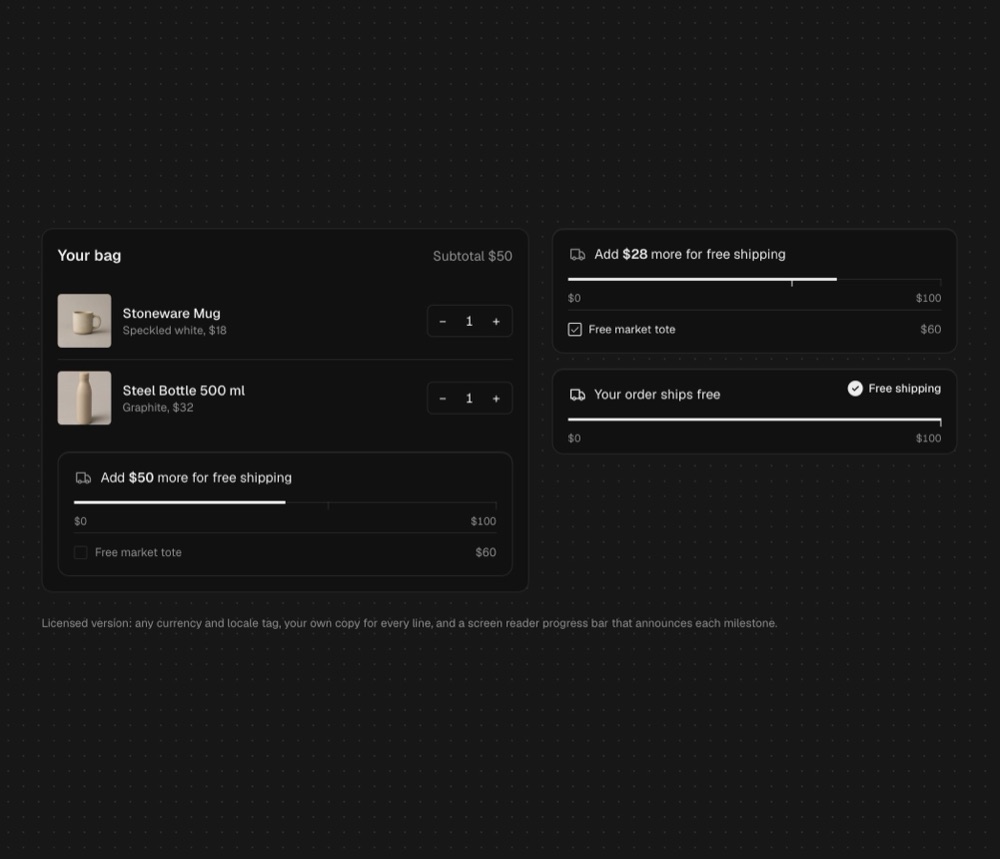 Your bag
Subtotal $50
Stoneware Mug
Speckled white, $18
− 1 +
Steel Bottle 500 ml
Graphite, $32
− 1 +
Add $50 more for free shipping
$0 $100
Free market tote $60
Add $28 more for free shipping
$0 $100
Free market tote $60
Your order ships free
Free shipping
$0 $100
Licensed version: any currency and locale tag, your own copy for every line, and a screen reader progress bar that announces each milestone.